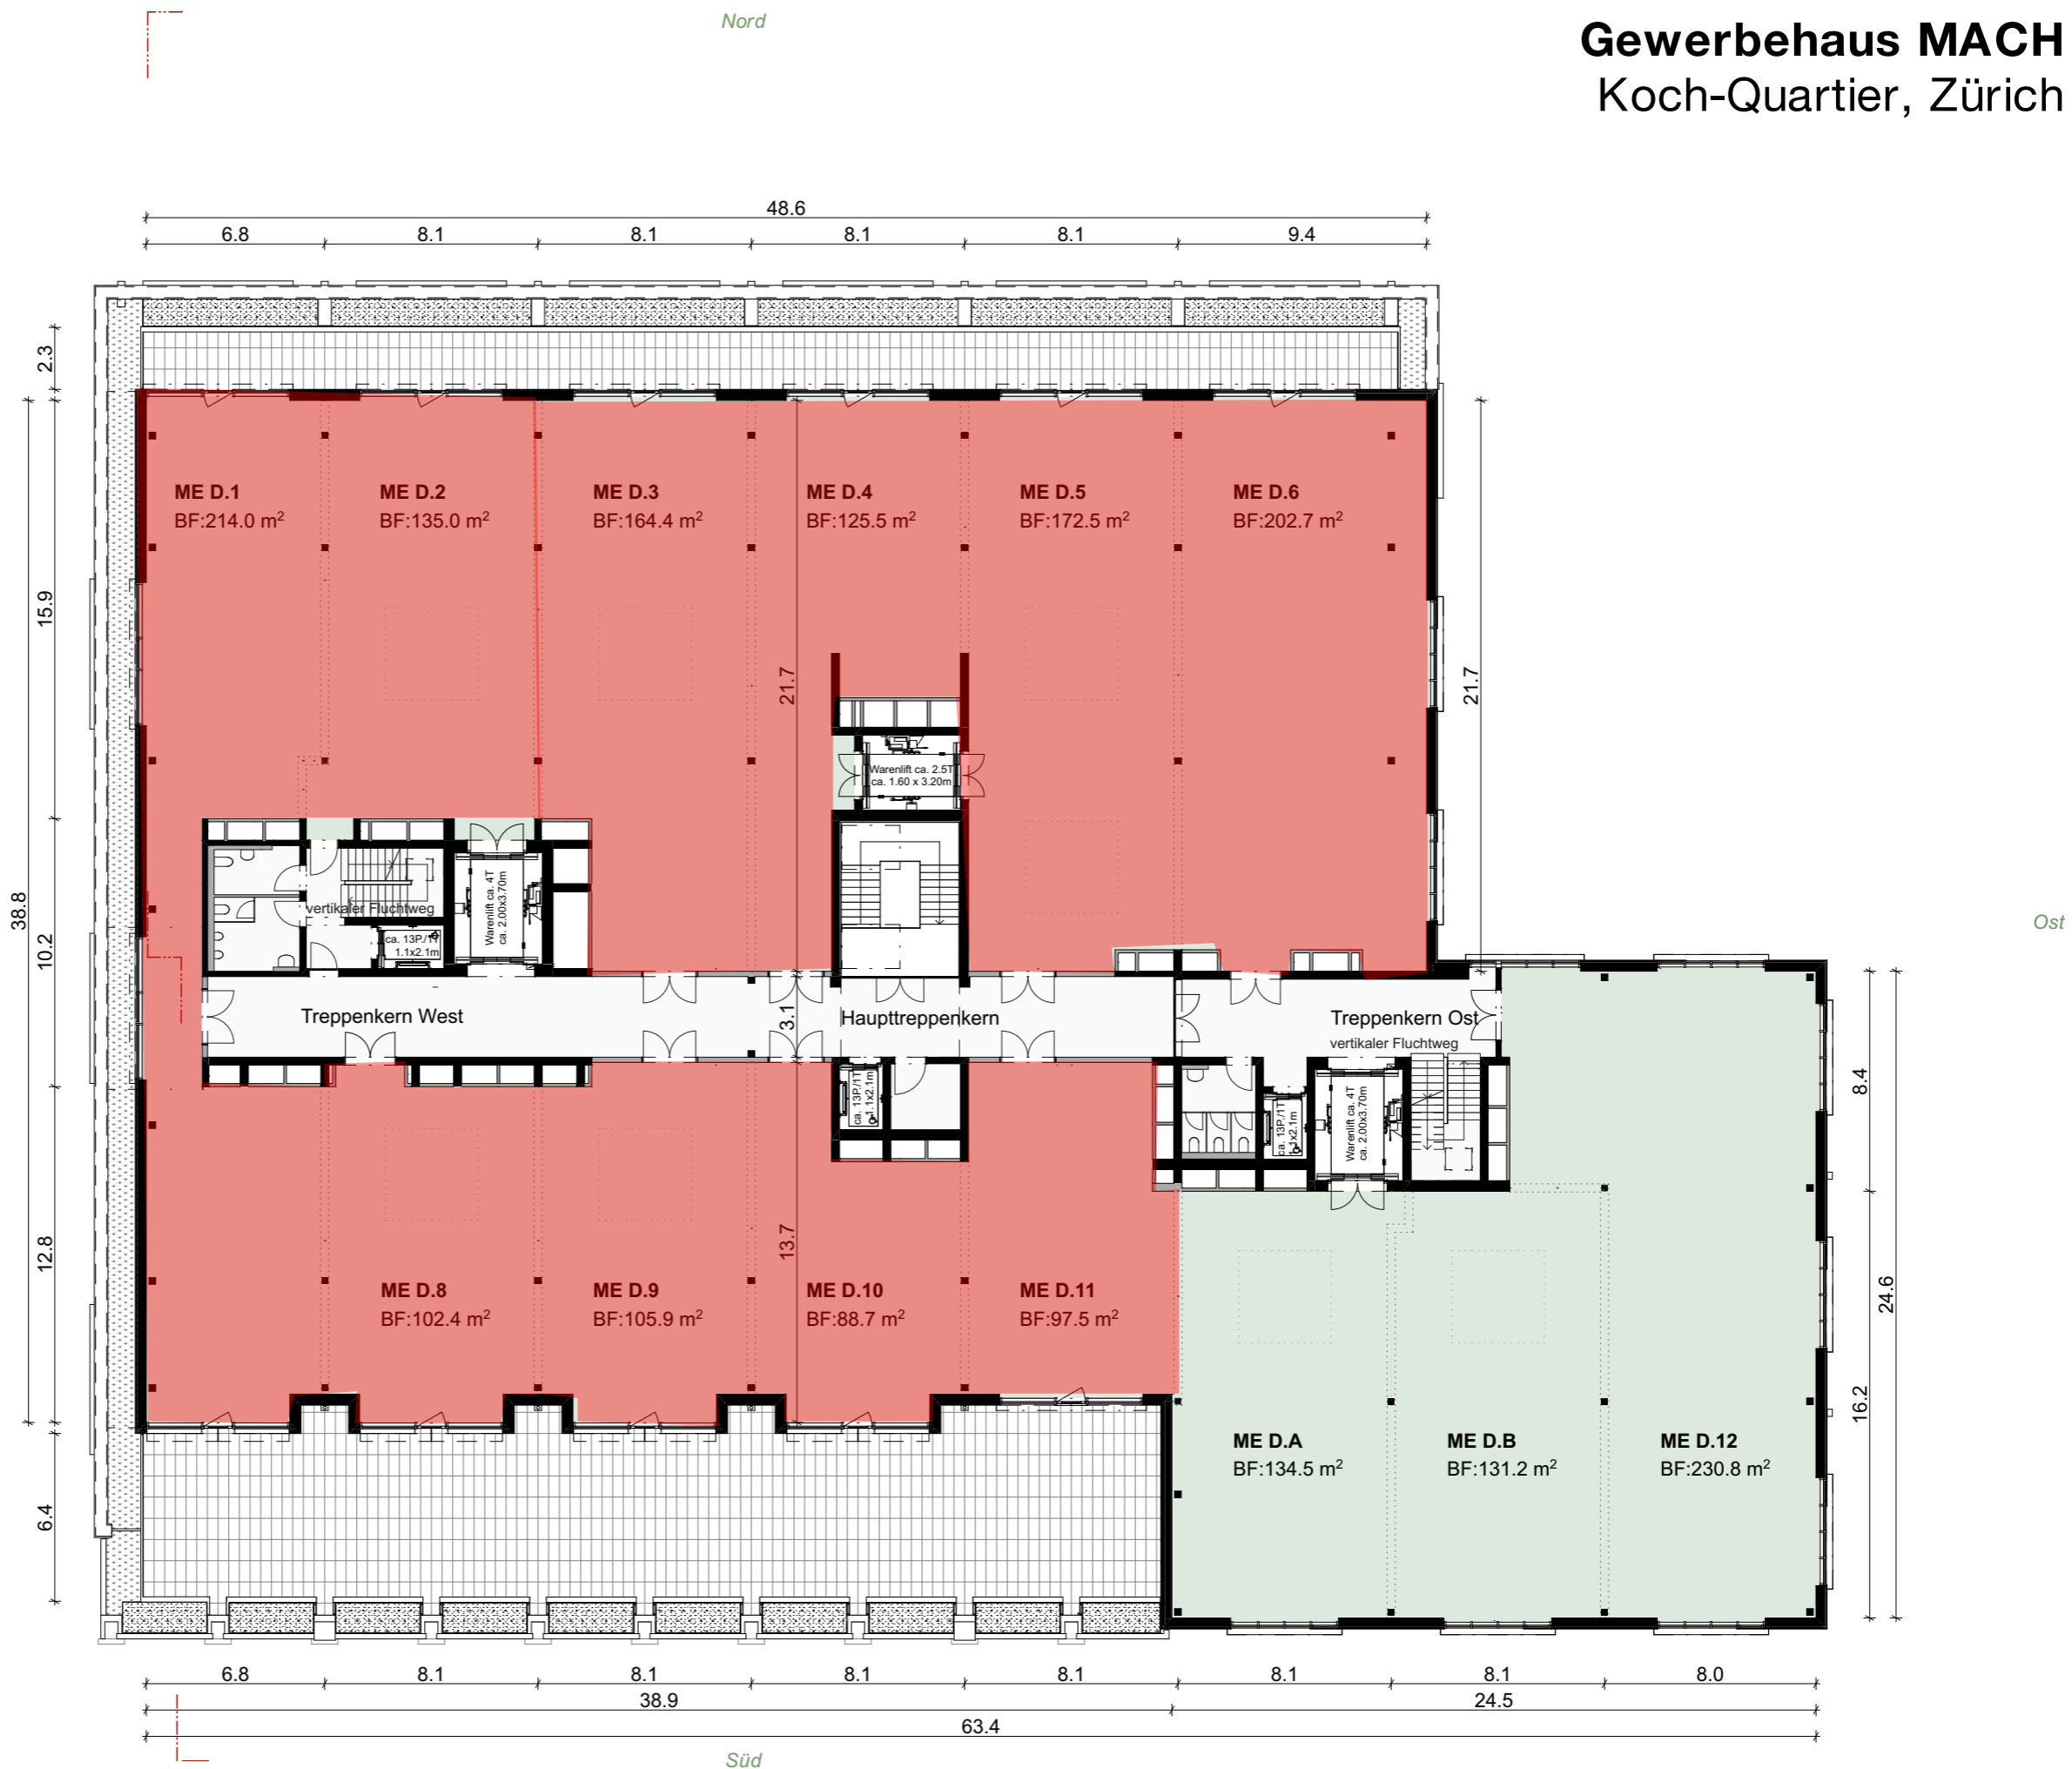 Nord
Gewerbehaus MACH
Koch-Quartier, Zürich
48.6
6.8
8.1
8.1
8.1
8.1
9.4
2.3
15.9
38.8
10.2
12.8
6.4
21.7
21.7
ME D.1
BF:214.0 m²
ME D.2
BF:135.0 m²
ME D.3
BF:164.4 m²
ME D.4
BF:125.5 m²
ME D.5
BF:172.5 m²
ME D.6
BF:202.7 m²
Warenlift ca. 2.5T
ca. 1.60 x 3.20m
vertikaler Fluchtweg
ca. 13P./1T
1.1x2.1m
Warenlift ca. 4T
ca. 2.00x3.70m
Ost
Treppenkern West
3.1
Haupttreppenkern
Treppenkern Ost
vertikaler Fluchtweg
ca. 13P./1T
1.1x2.1m
ca. 13P./1T
1.1x2.1m
Warenlift ca. 4T
ca. 2.00x3.70m
8.4
24.6
16.2
13.7
ME D.8
BF:102.4 m²
ME D.9
BF:105.9 m²
ME D.10
BF:88.7 m²
ME D.11
BF:97.5 m²
ME D.A
BF:134.5 m²
ME D.B
BF:131.2 m²
ME D.12
BF:230.8 m²
6.8
8.1
8.1
8.1
8.1
8.1
8.1
8.0
38.9
24.5
63.4
Süd